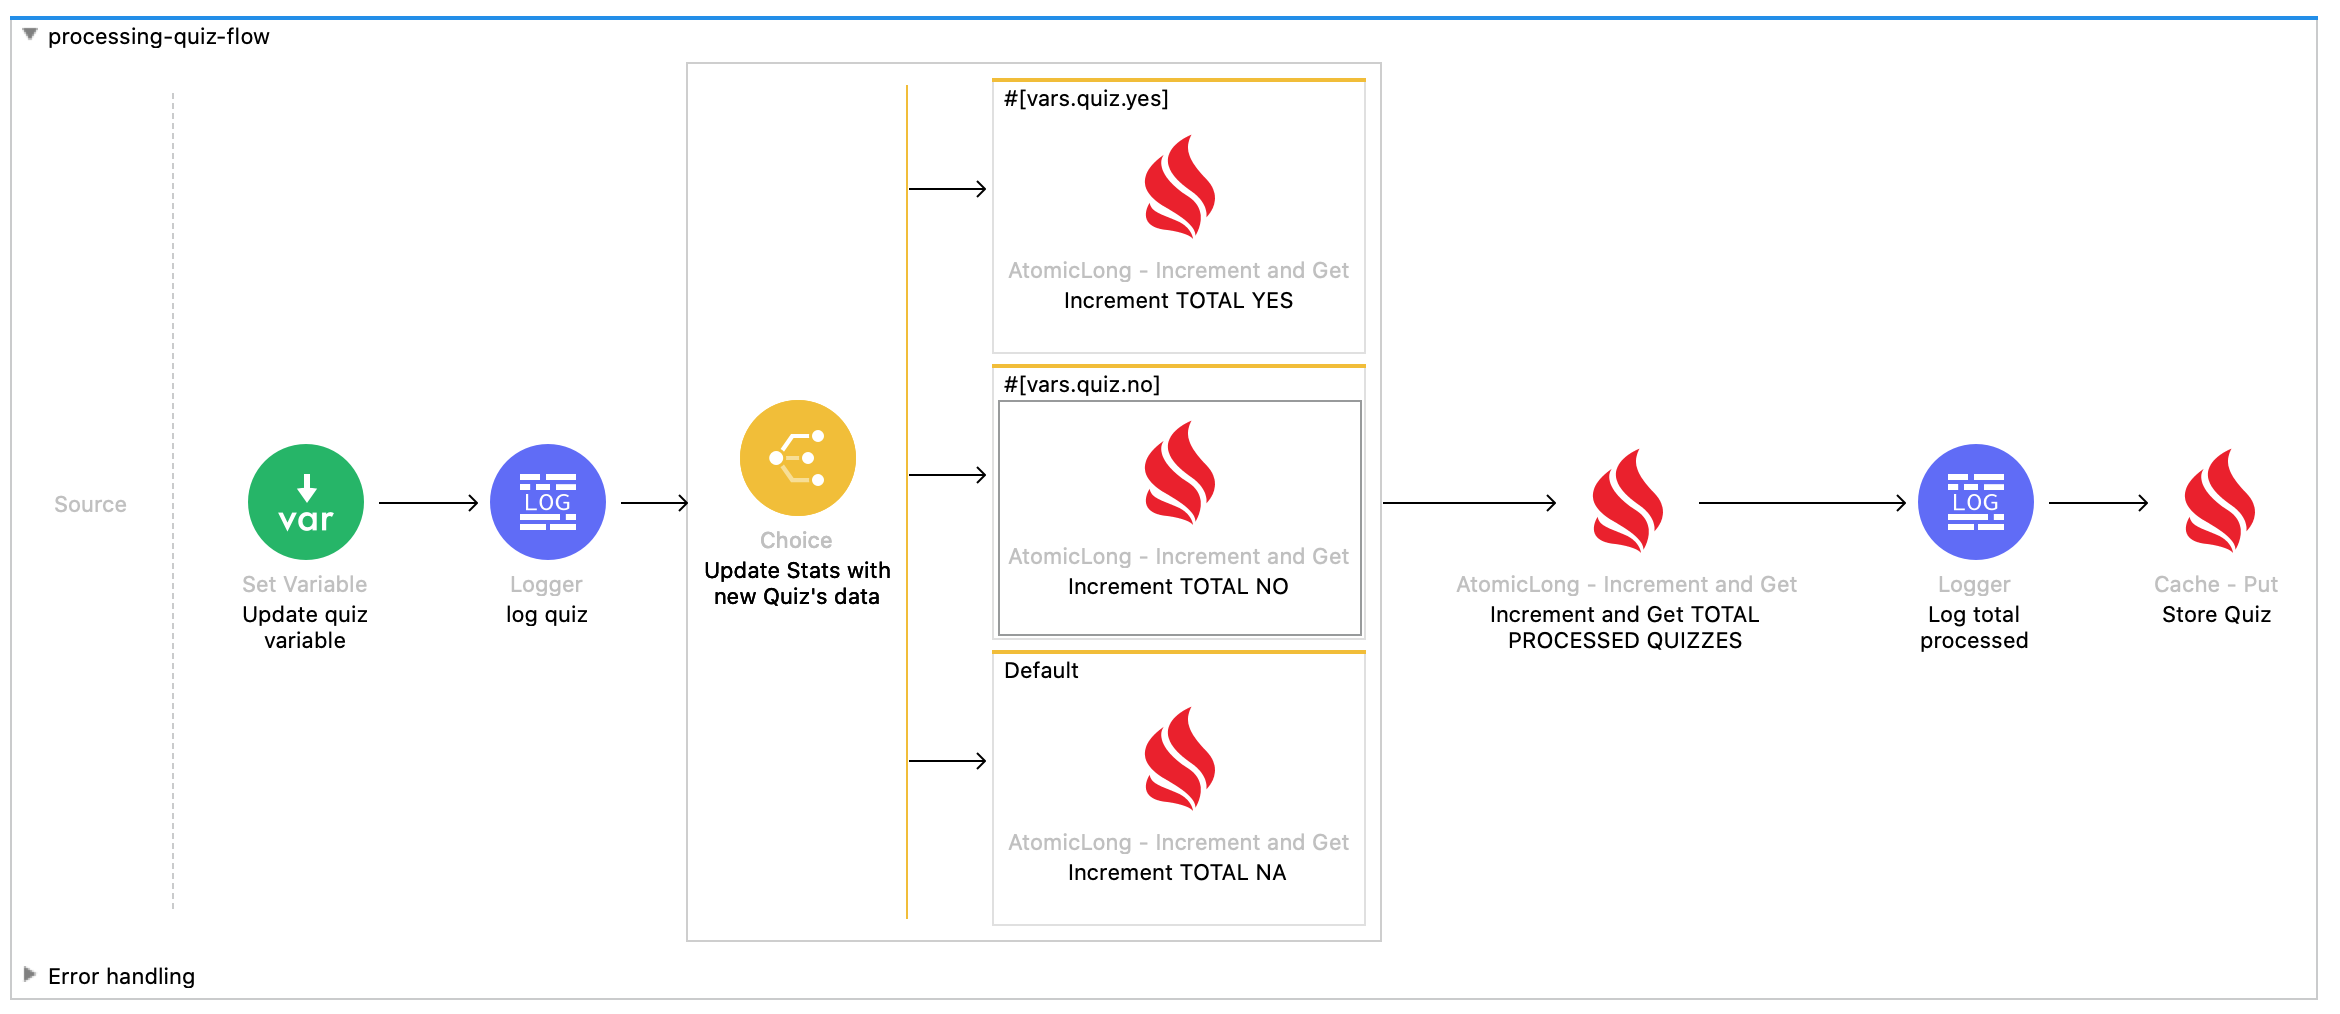 processing-quiz-flow
Source
var
Set Variable
Update quiz
variable
LOG
Logger
log quiz
Choice
Update Stats with
new Quiz's data
#[vars.quiz.yes]
AtomicLong - Increment and Get
Increment TOTAL YES
#[vars.quiz.no]
AtomicLong - Increment and Get
Increment TOTAL NO
Default
AtomicLong - Increment and Get
Increment TOTAL NA
AtomicLong - Increment and Get
Increment and Get TOTAL
PROCESSED QUIZZES
LOG
Logger
Log total
processed
Cache - Put
Store Quiz
Error handling